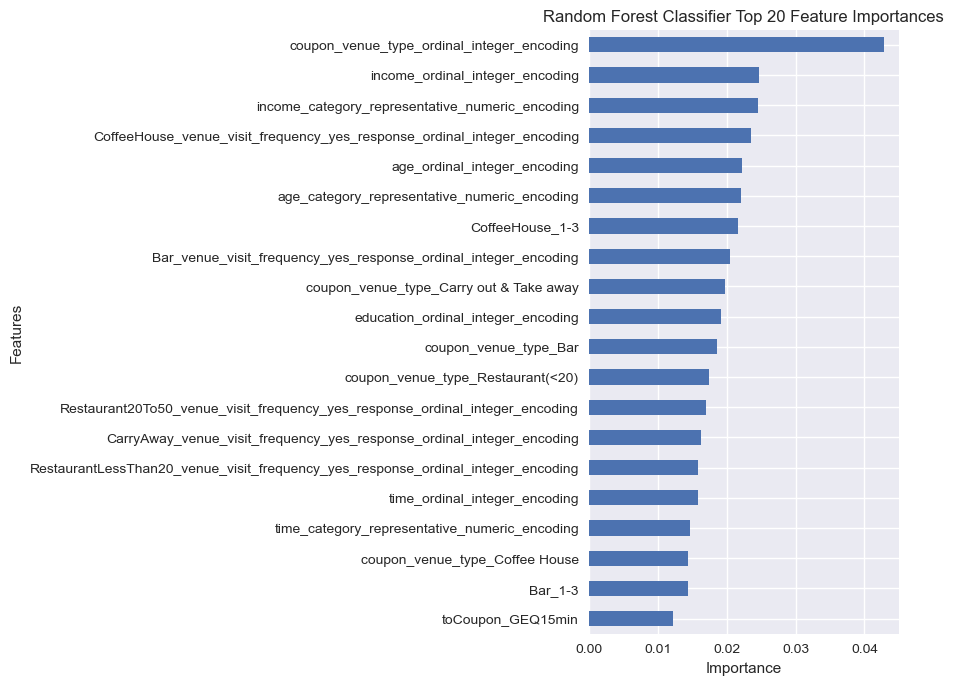 Random Forest Classifier Top 20 Feature Importances
coupon_venue_type_ordinal_integer_encoding
income_ordinal_integer_encoding
income_category_representative_numeric_encoding
CoffeeHouse_venue_visit_frequency_yes_response_ordinal_integer_encoding
age_ordinal_integer_encoding
age_category_representative_numeric_encoding
CoffeeHouse_1-3
Bar_venue_visit_frequency_yes_response_ordinal_integer_encoding
coupon_venue_type_Carry out & Take away
education_ordinal_integer_encoding
coupon_venue_type_Bar
coupon_venue_type_Restaurant(<20)
Restaurant20To50_venue_visit_frequency_yes_response_ordinal_integer_encoding
CarryAway_venue_visit_frequency_yes_response_ordinal_integer_encoding
RestaurantLessThan20_venue_visit_frequency_yes_response_ordinal_integer_encoding
time_ordinal_integer_encoding
time_category_representative_numeric_encoding
coupon_venue_type_Coffee House
Bar_1-3
toCoupon_GEQ15min
Features
0.00 0.01 0.02 0.03 0.04
Importance